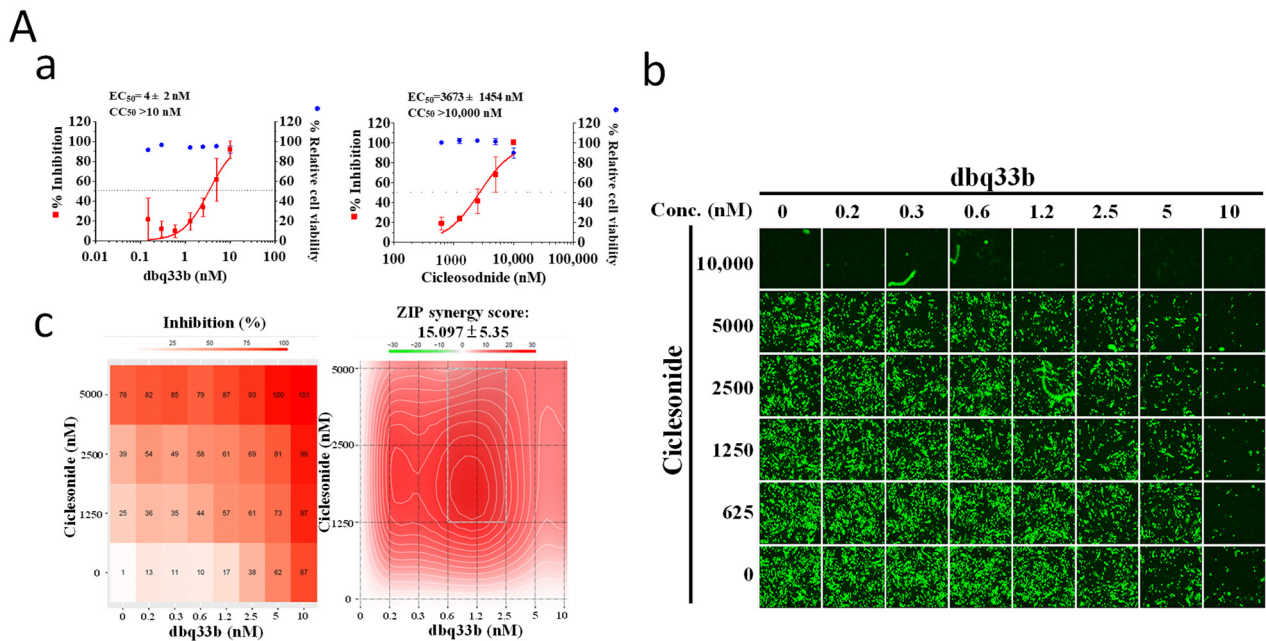 A
a
EC50= 4 ± 2 nM
CC50 >10 nM
% Inhibition
% Relative cell viability
120
100
80
60
40
20
0
120
100
80
60
40
20
0
0.01 0.1 1 10 100
dbq33b (nM)
EC50=3673 ± 1454 nM
CC50 >10,000 nM
% Inhibition
% Relative cell viability
120
100
80
60
40
20
0
120
100
80
60
40
20
0
100 1000 10,000 100,000
Cicleosodnide (nM)
b
dbq33b
Conc. (nM) 0 0.2 0.3 0.6 1.2 2.5 5 10
Ciclesonide
10,000
5000
2500
1250
625
0
c
Inhibition (%)
25 50 75 100
Ciclesonide (nM)
5000 78 82 85 79 87 93 100 101
2500 39 54 49 58 61 69 81 99
1250 25 36 35 44 57 61 73 97
0 1 13 11 10 17 38 62 87
0 0.2 0.3 0.6 1.2 2.5 5 10
dbq33b (nM)
ZIP synergy score:
15.097 ± 5.35
−30 −20 −10 0 10 20 30
Ciclesonide (nM)
5000
2500
1250
0
0 0.2 0.3 0.6 1.2 2.5 5 10
dbq33b (nM)